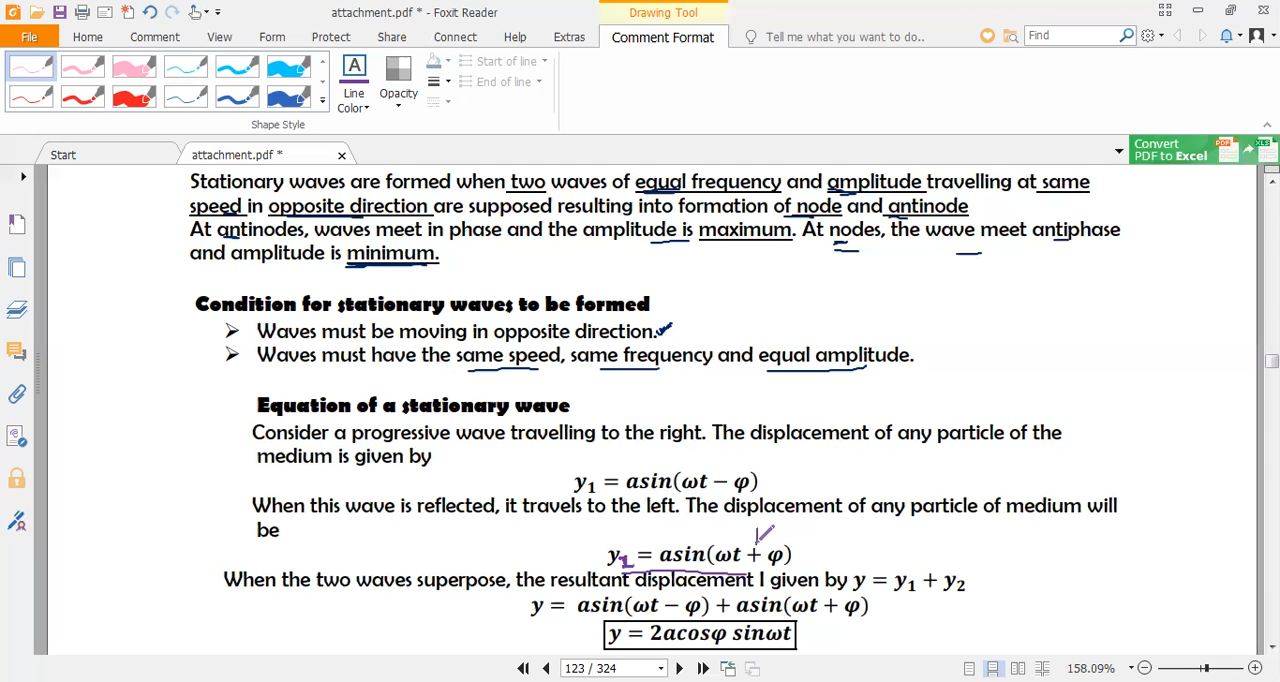 attachment.pdf * - Foxit Reader
Drawing Tool
File Home Comment View Form Protect Share Connect Help Extras Comment Format Tell me what you want to do.. Find
Start of line
End of line
Line Color
Opacity
Shape Style
Start
attachment.pdf *
Convert
PDF to Excel
Stationary waves are formed when two waves of equal frequency and amplitude travelling at same
speed in opposite direction are supposed resulting into formation of node and antinode
At antinodes, waves meet in phase and the amplitude is maximum. At nodes, the wave meet antiphase
and amplitude is minimum.
Condition for stationary waves to be formed
➢ Waves must be moving in opposite direction.
➢ Waves must have the same speed, same frequency and equal amplitude.
Equation of a stationary wave
Consider a progressive wave travelling to the right. The displacement of any particle of the
medium is given by
y₁ = asin(ωt − φ)
When this wave is reflected, it travels to the left. The displacement of any particle of medium will
be
y₂ = asin(ωt + φ)
When the two waves superpose, the resultant displacement I given by y = y₁ + y₂
y = asin(ωt − φ) + asin(ωt + φ)
y = 2acosφ sinωt
123 / 324
158.09%